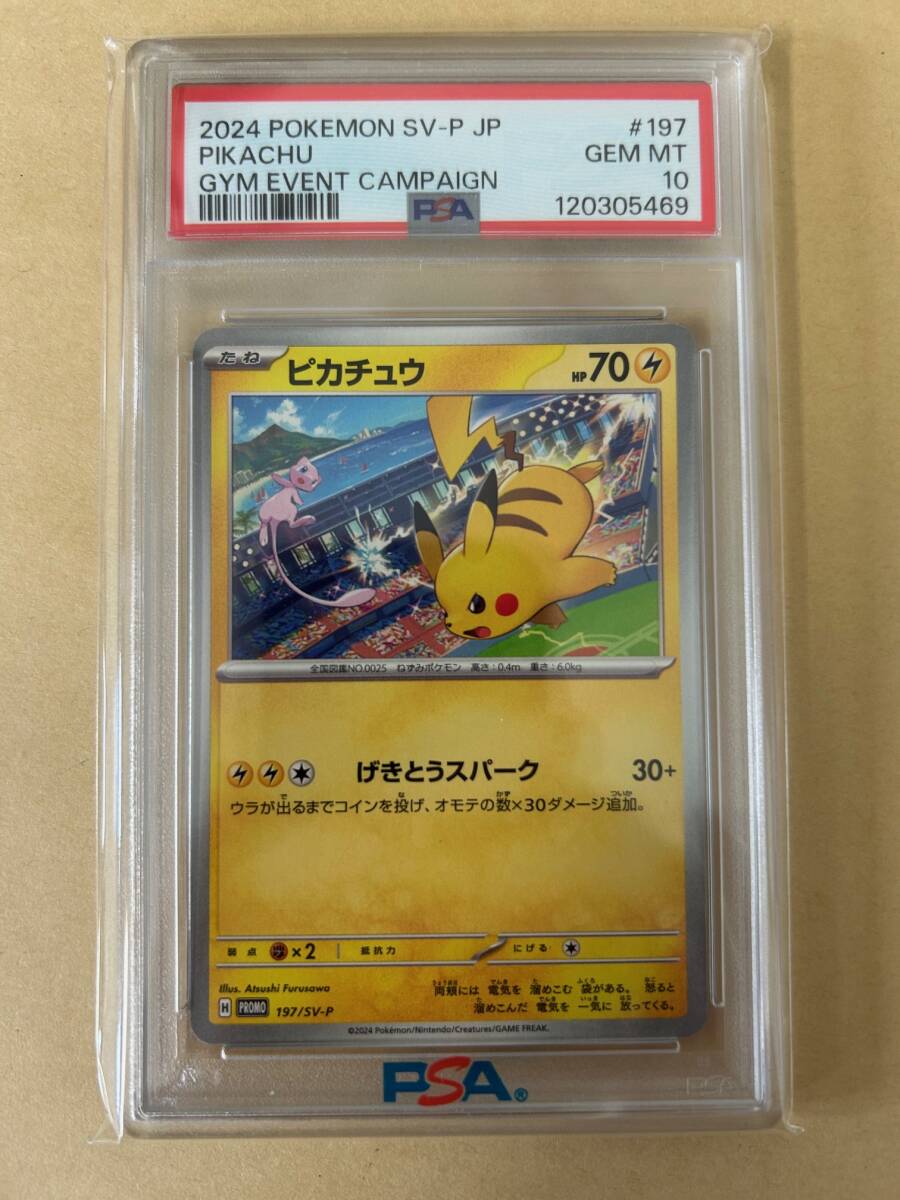 2024 POKEMON SV-P JP #197
PIKACHU GEM MT
GYM EVENT CAMPAIGN 10
PSA 120305469
たね ピカチュウ HP70
全国図鑑NO.0025 ねずみポケモン 高さ:0.4m 重さ:6.0kg
げきとうスパーク 30+
ウラが出るまでコインを投げ、オモテの数×30ダメージ追加。
弱点 ×2 抵抗力 にげる
Illus. Atsushi Furusawa
両頬には 電気を 溜めこむ 袋がある。 怒ると
溜めこんだ 電気を 一気に 放ってくる。
H PROMO 197/SV-P
©2024 Pokémon/Nintendo/Creatures/GAME FREAK.
PSA®
PSA